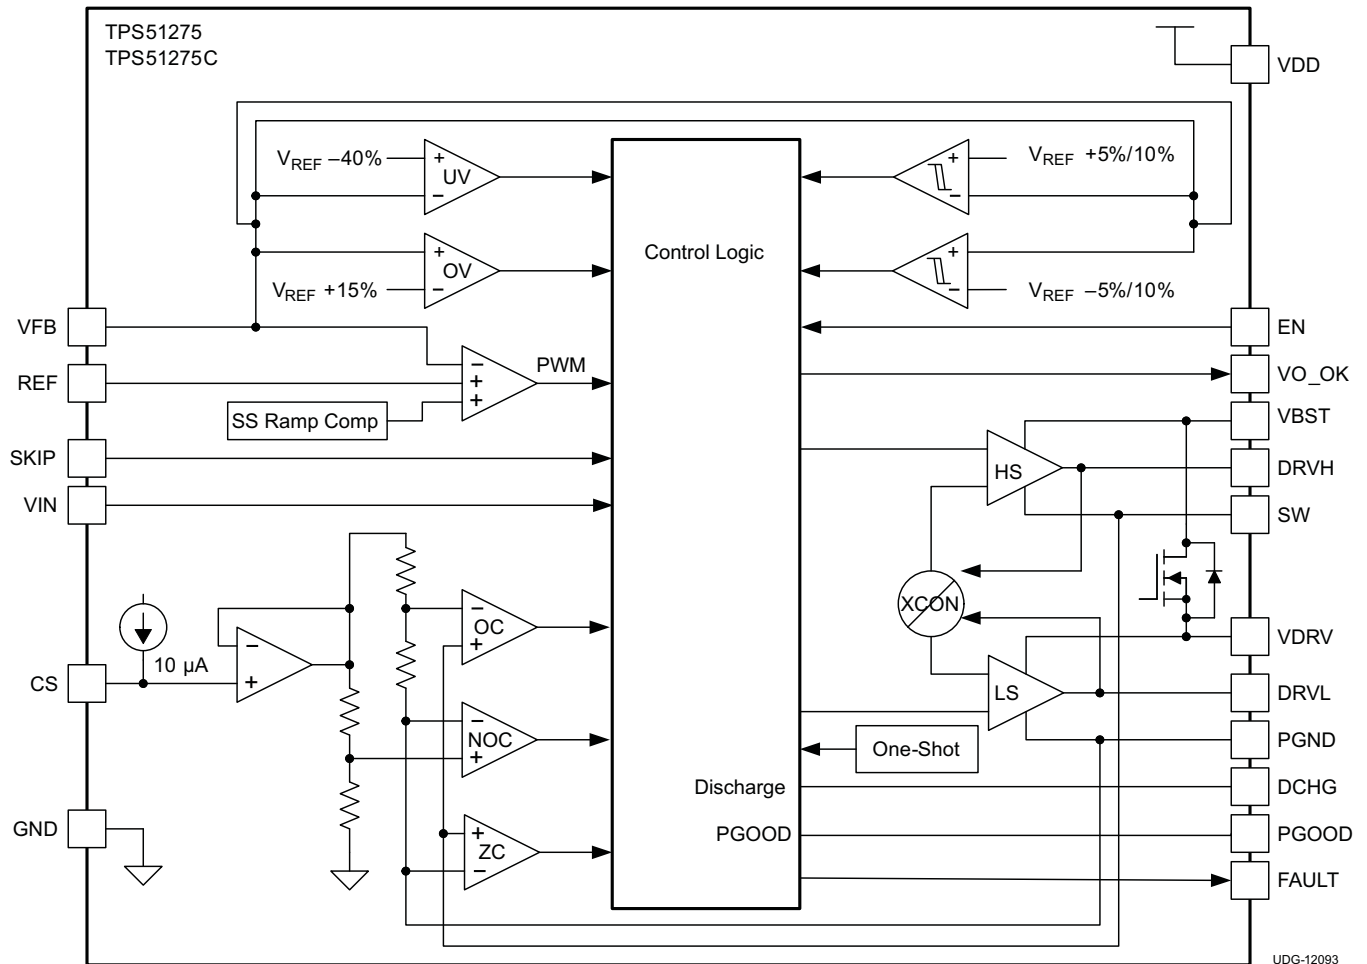 TPS51275
TPS51275C
VDD
VREF –40%
+
UV
–
VREF +5%/10%
+
–
Control Logic
+
OV
–
VREF +15%
+
–
VREF –5%/10%
VFB
EN
REF
–
+
+
PWM
VO_OK
SS Ramp Comp
VBST
SKIP
HS
DRVH
VIN
SW
XCON
–
OC
+
10 µA
–
+
VDRV
CS
LS
DRVL
–
NOC
+
One-Shot
PGND
Discharge
DCHG
GND
+
ZC
–
PGOOD
PGOOD
FAULT
UDG-12093